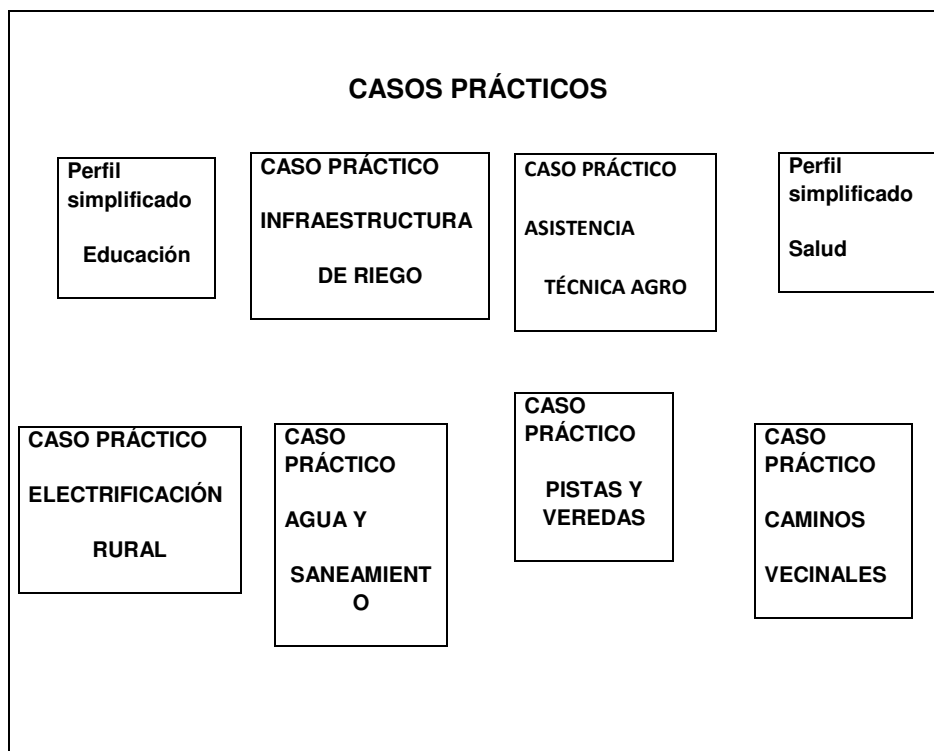 CASOS PRÁCTICOS
Perfil
simplificado
Educación
CASO PRÁCTICO
INFRAESTRUCTURA
DE RIEGO
CASO PRÁCTICO
ASISTENCIA
TÉCNICA AGRO
Perfil
simplificado
Salud
CASO PRÁCTICO
ELECTRIFICACIÓN
RURAL
CASO
PRÁCTICO
AGUA Y
SANEAMIENT
O
CASO
PRÁCTICO
PISTAS Y
VEREDAS
CASO
PRÁCTICO
CAMINOS
VECINALES